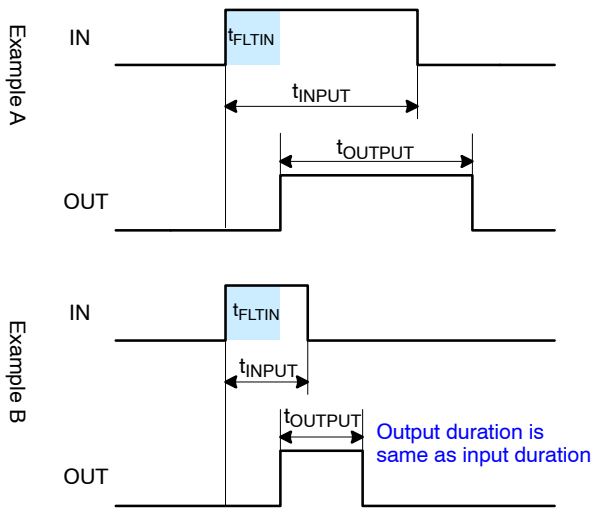 Example A
IN
tFLTIN
tINPUT
tOUTPUT
OUT
Example B
IN
tFLTIN
tINPUT
tOUTPUT
Output duration is
same as input duration
OUT